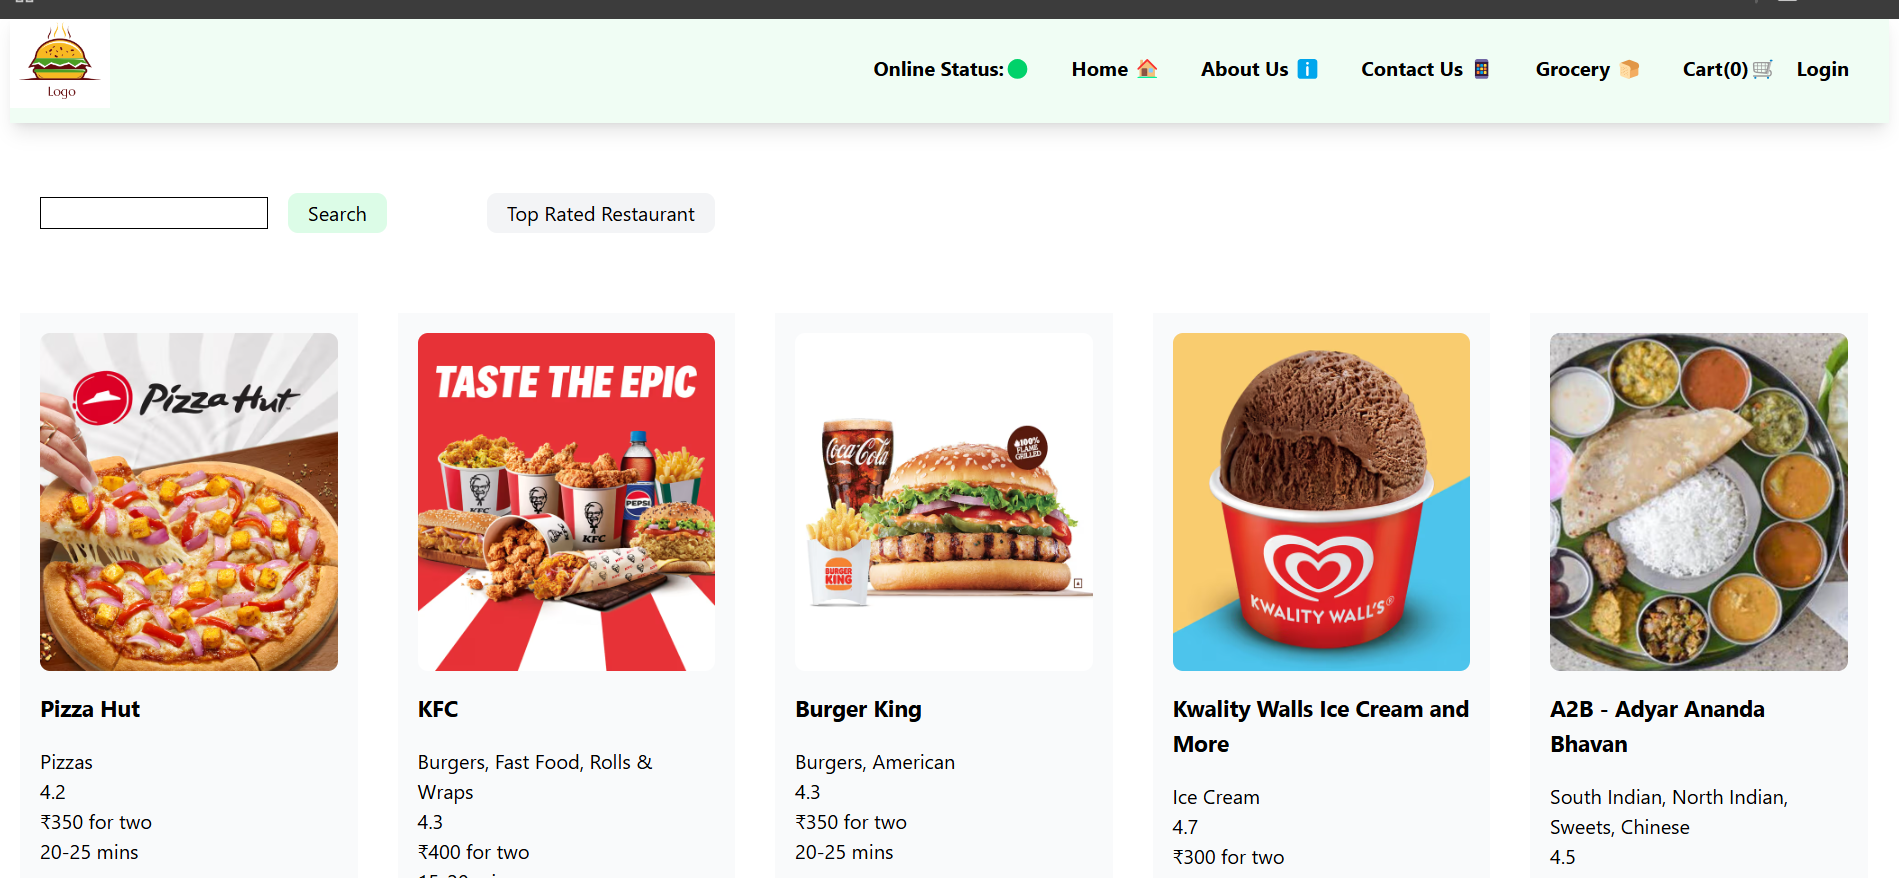 Logo
Online Status:
Home
About Us
Contact Us
Grocery
Cart(0)
Login
Search
Top Rated Restaurant
Pizza Hut
TASTE THE EPIC
KFC
KFC
PEPSI
Coca-Cola
100%
FLAME
GRILLED
BURGER
KING
KWALITY WALL'S®
Pizza Hut
Pizzas
4.2
₹350 for two
20-25 mins
KFC
Burgers, Fast Food, Rolls &
Wraps
4.3
₹400 for two
Burger King
Burgers, American
4.3
₹350 for two
20-25 mins
Kwality Walls Ice Cream and
More
Ice Cream
4.7
₹300 for two
A2B - Adyar Ananda
Bhavan
South Indian, North Indian,
Sweets, Chinese
4.5